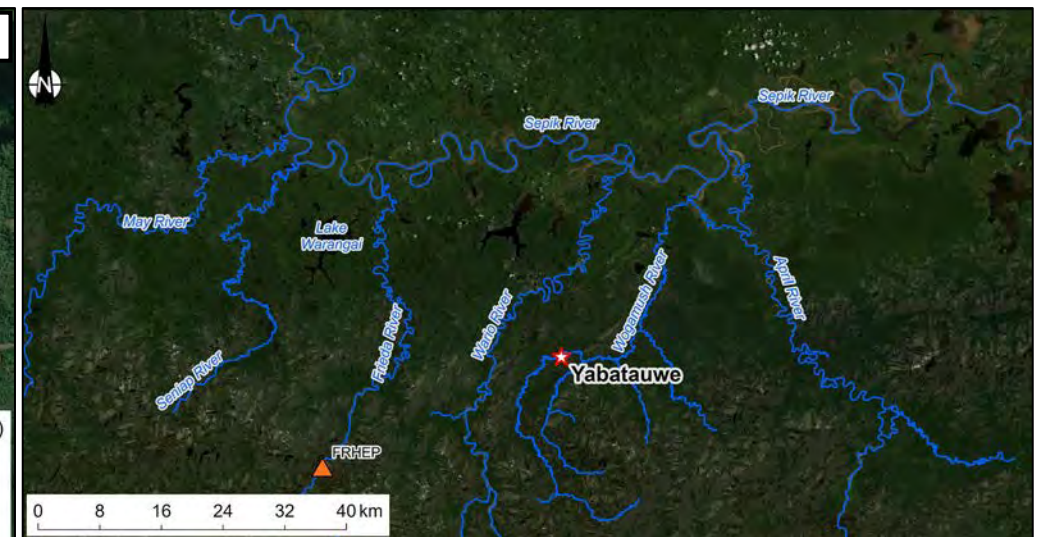 N
Sepik River
Sepik River
May River
Lake
Warangai
Frieda River
Wario River
Wogamush River
April River
Seniap River
Yabatauwe
FRHEP
)
0 8 16 24 32 40 km